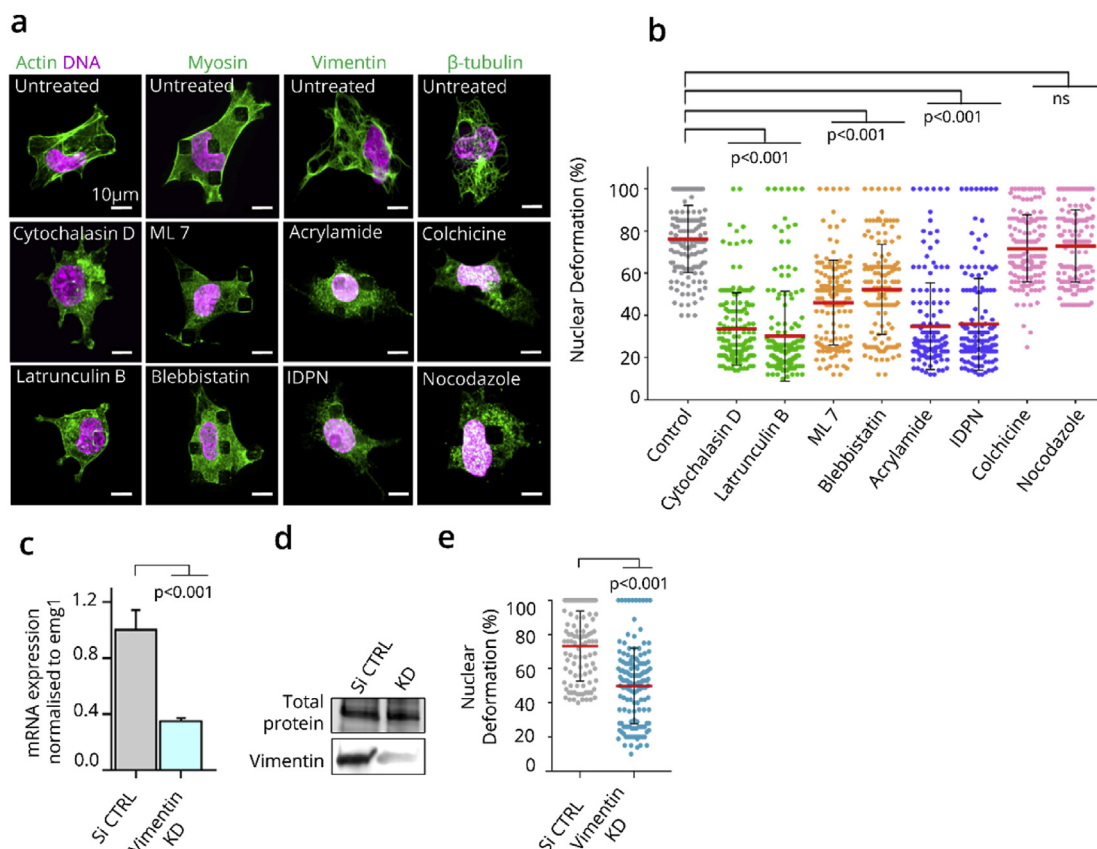 a
Actin DNA
Myosin
Vimentin
β-tubulin
Untreated
Untreated
Untreated
Untreated
10μm
Cytochalasin D
ML 7
Acrylamide
Colchicine
Latrunculin B
Blebbistatin
IDPN
Nocodazole
b
ns
p<0.001
p<0.001
p<0.001
Nuclear Deformation (%)
100
80
60
40
20
0
Control
Cytochalasin D
Latrunculin B
ML 7
Blebbistatin
Acrylamide
IDPN
Colchicine
Nocodazole
c
p<0.001
mRNA expression
normalised to emg1
1.2
0.8
0.4
0.0
Si CTRL
Vimentin
KD
d
Si CTRL
KD
Total
protein
Vimentin
e
p<0.001
Nuclear
Deformation (%)
100
80
60
40
20
0
Si CTRL
Vimentin
KD